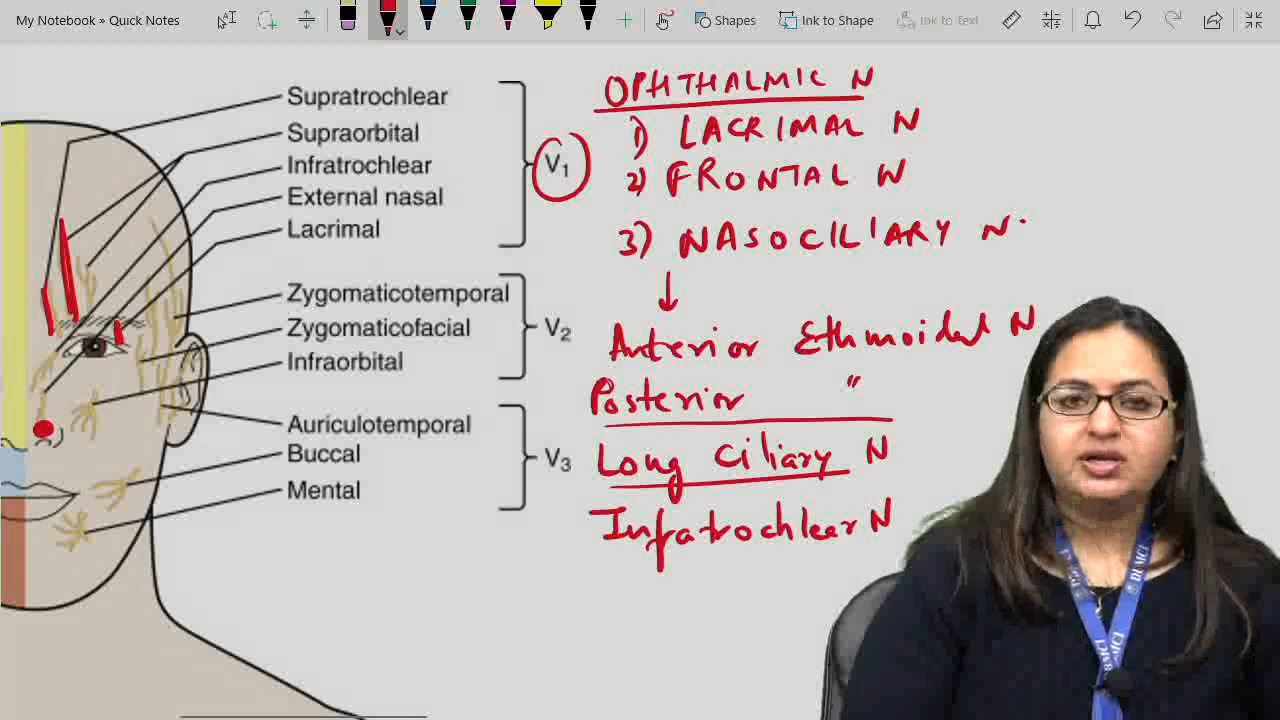 My Notebook » Quick Notes
Shapes
Ink to Shape
Ink to Text
Supratrochlear
Supraorbital
Infratrochlear
External nasal
Lacrimal
V1
Zygomaticotemporal
Zygomaticofacial
Infraorbital
V2
Auriculotemporal
Buccal
Mental
V3
OPHTHALMIC N
1) LACRIMAL N
2) FRONTAL N
3) NASOCILIARY N.
↓
Anterior Ethmoidal N
Posterior "
Long Ciliary N
Infratrochlear N